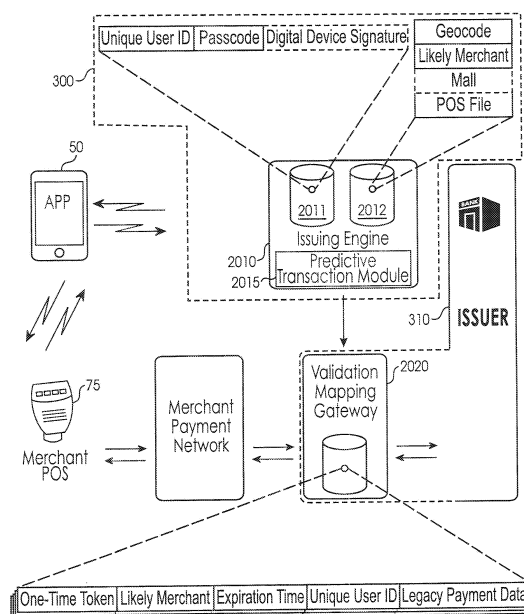 Unique User ID Passcode Digital Device Signature
Geocode
Likely Merchant
Mall
POS File
300
50
APP
2011 2012
Issuing Engine
2010
Predictive
Transaction Module
2015
BANK
310
ISSUER
2020
Validation
Mapping
Gateway
75
Merchant
POS
Merchant
Payment
Network
One-Time Token Likely Merchant Expiration Time Unique User ID Legacy Payment Data